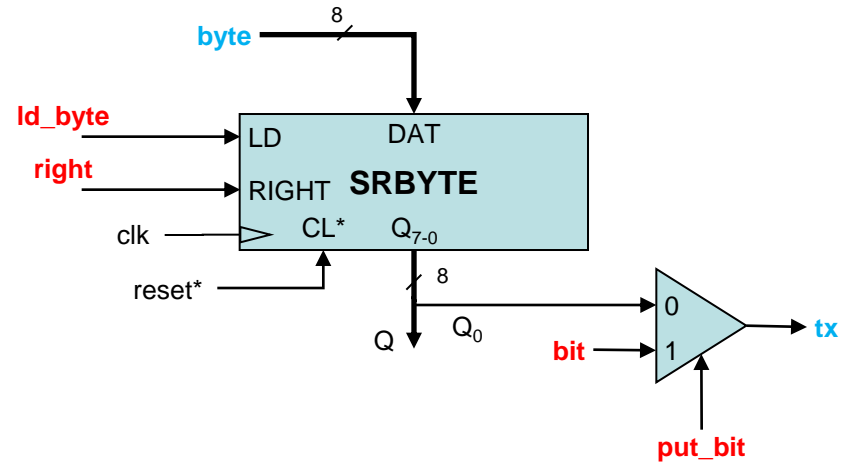 8
byte
ld_byte
LD
DAT
right
RIGHT
SRBYTE
clk
CL*
Q7-0
reset*
8
Q
Q0
0
bit
1
tx
put_bit